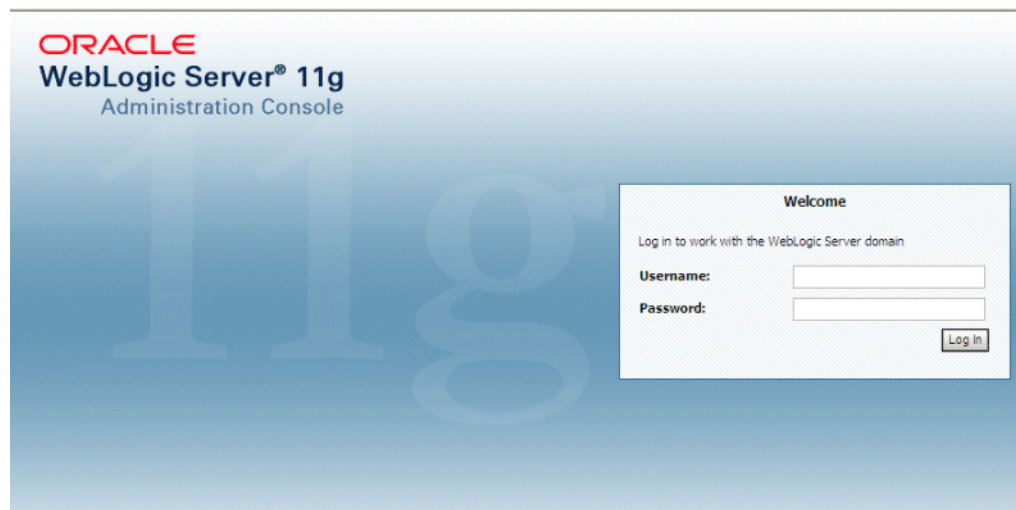 ORACLE
WebLogic Server® 11g
Administration Console
11g
Welcome
Log in to work with the WebLogic Server domain
Username:
Password:
Log In